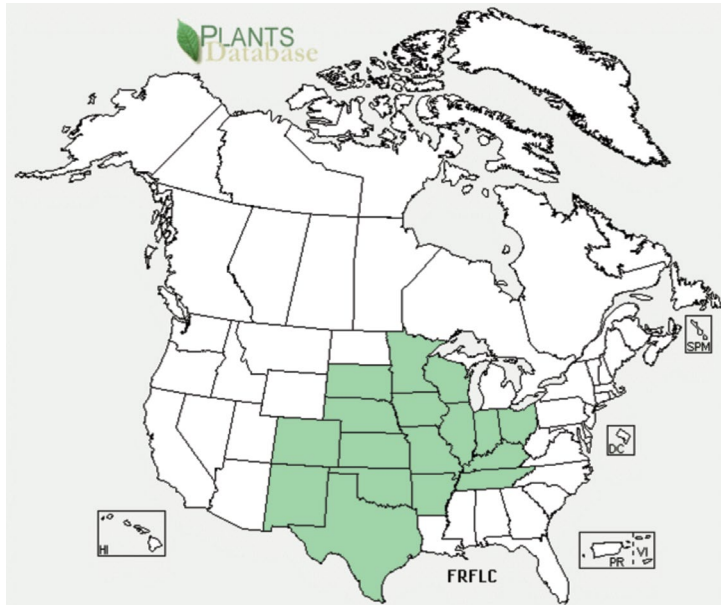 PLANTS
Database
SPM
DC
HI
PR
VI
FRFLC